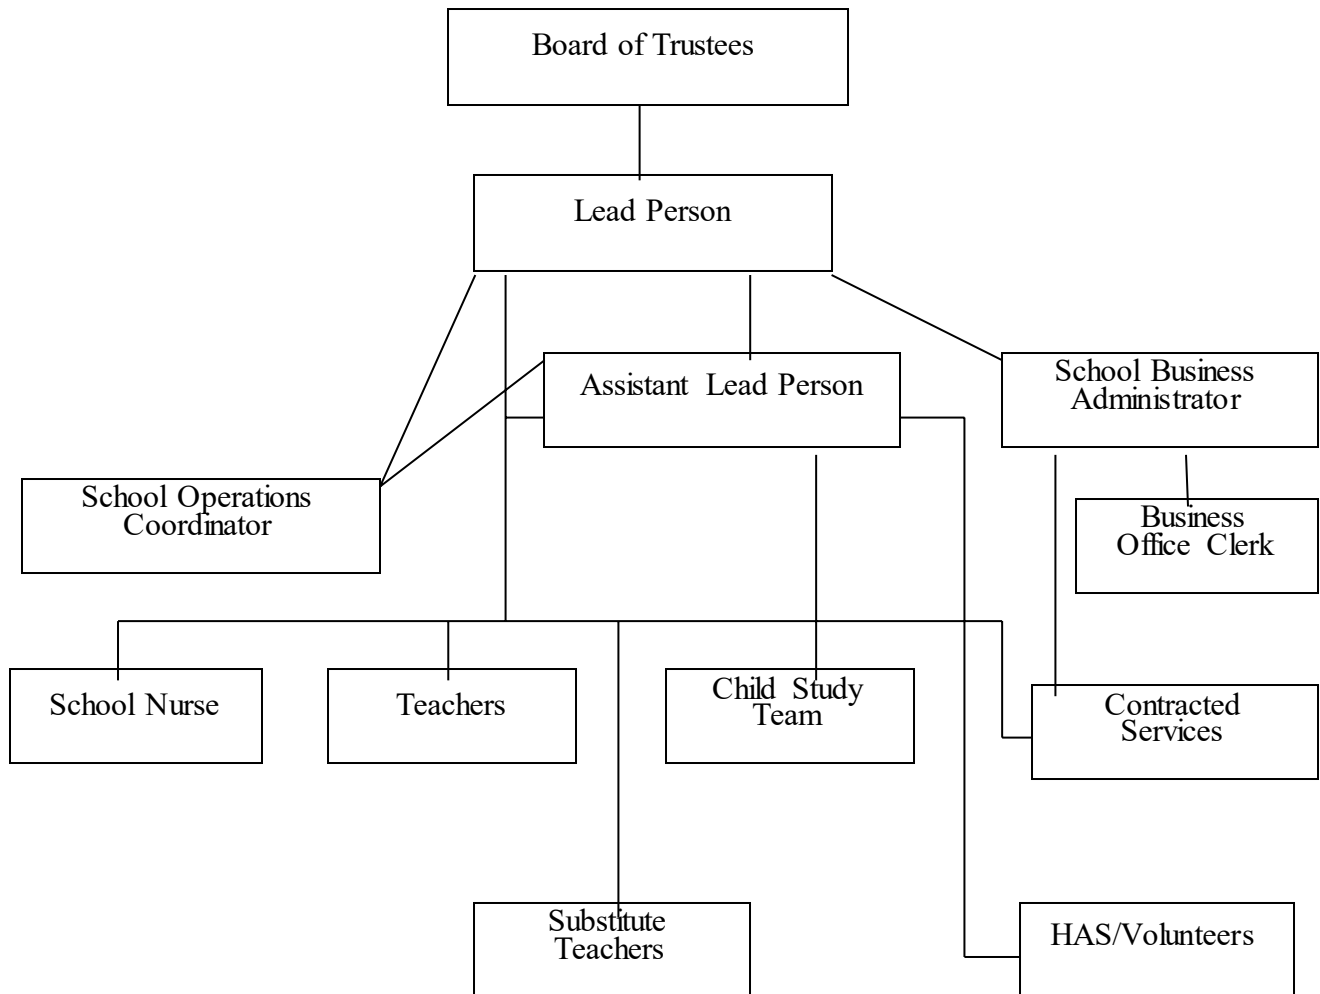 Board of Trustees
Lead Person
Assistant Lead Person
School Business
Administrator
School Operations
Coordinator
Business
Office Clerk
School Nurse
Teachers
Child Study
Team
Contracted
Services
Substitute
Teachers
HAS/Volunteers